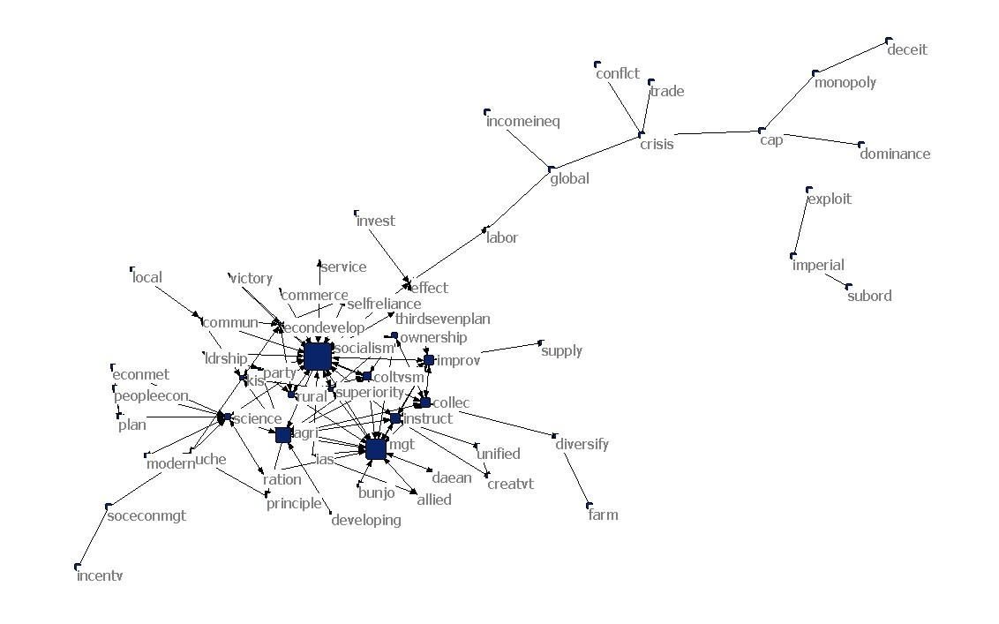 deceit
conflct
monopoly
trade
incomeineq
crisis
cap
dominance
global
exploit
invest
labor
imperial
service
local
victory
effect
subord
commerce
selfreliance
thirdsevenplan
commun
econdevelop
ownership
socialism
supply
ldrship
improv
econmet
party
coltvsm
kis
superiority
peopleecon
rural
collec
plan
science
instruct
agri
mgt
diversify
unified
modern
uche
ias
ration
daean
creatvt
bunjo
allied
principle
farm
soceconmgt
developing
incentv